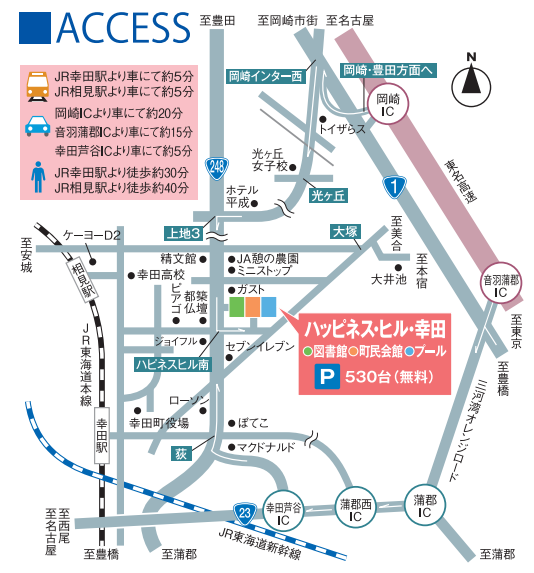 ACCESS
JR幸田駅より車にて約5分
JR相見駅より車にて約5分
岡崎ICより車にて約20分
音羽蒲郡ICより車にて約15分
幸田芦谷ICより車にて約5分
JR幸田駅より徒歩約30分
JR相見駅より徒歩約40分
至豊田
至岡崎市街
至名古屋
N
岡崎インター西
岡崎・豊田方面へ
岡崎
IC
トイザらス
光ヶ丘
女子校
光ヶ丘
248
1
東名高速
ホテル
平成
上地3
大塚
至美合
至本宿
大井池
音羽蒲郡
IC
至東京
至豊橋
至安城
ケーヨーD2
相見駅
精文館
幸田高校
JA憩の農園
ミニストップ
ガスト
ピアゴ
都築仏壇
ジョイフル
セブンイレブン
ハピネスヒル南
ハッピネス・ヒル・幸田
図書館 町民会館 プール
P 530台(無料)
JR東海道本線
幸田駅
ローソン
幸田町役場
ぽてこ
マクドナルド
荻
三河湾オレンジロード
23
幸田芦谷
IC
蒲郡西
IC
蒲郡
IC
JR東海道新幹線
至名古屋
至西尾
至豊橋
至蒲郡
至蒲郡